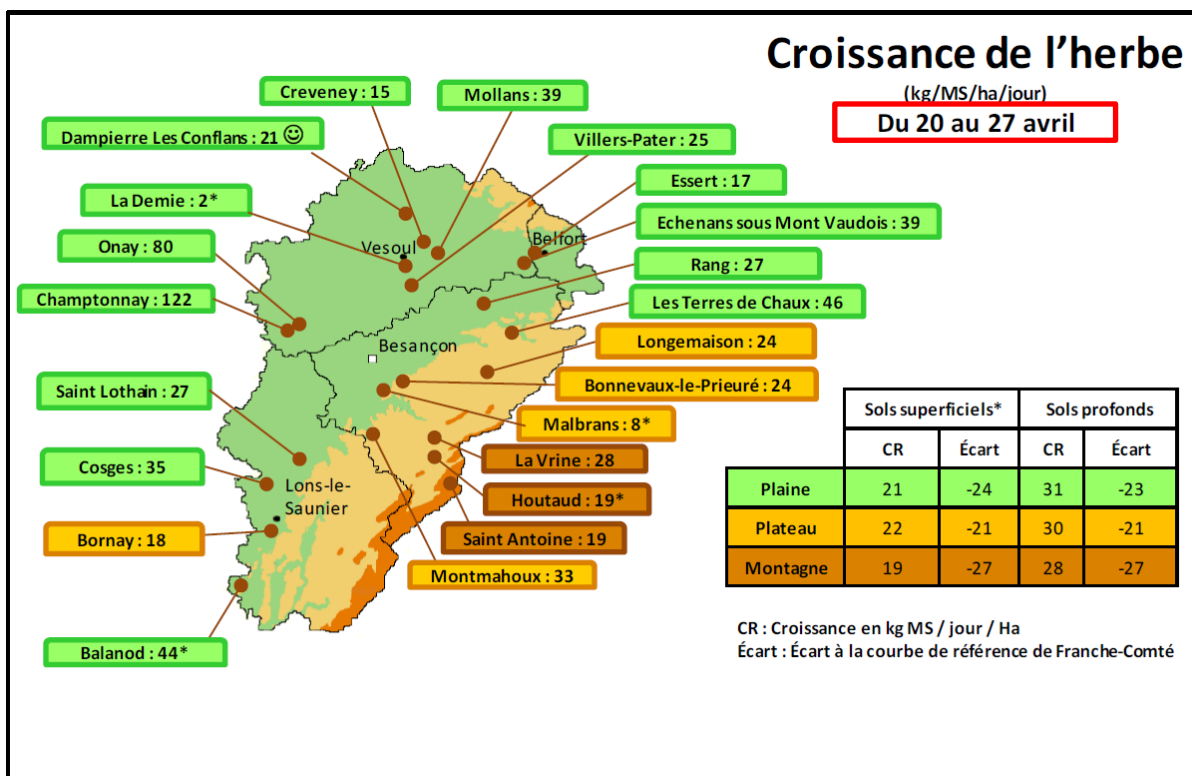 Croissance de l’herbe
(kg/MS/ha/jour)
Du 20 au 27 avril
Creveney : 15
Mollans : 39
Dampierre Les Conflans : 21 ☺
Villers-Pater : 25
Essert : 17
La Demie : 2*
Echenans sous Mont Vaudois : 39
Onay : 80
Vesoul
Belfort
Rang : 27
Champtonnay : 122
Les Terres de Chaux : 46
Besançon
Longemaison : 24
Saint Lothain : 27
Bonnevaux-le-Prieuré : 24
Malbrans : 8*
La Vrine : 28
Cosges : 35
Lons-le-
Saunier
Houtaud : 19*
Bornay : 18
Saint Antoine : 19
Montmahoux : 33
Balanod : 44*
Sols superficiels* Sols profonds
CR Écart CR Écart
Plaine 21 -24 31 -23
Plateau 22 -21 30 -21
Montagne 19 -27 28 -27
CR : Croissance en kg MS / jour / Ha
Écart : Écart à la courbe de référence de Franche-Comté